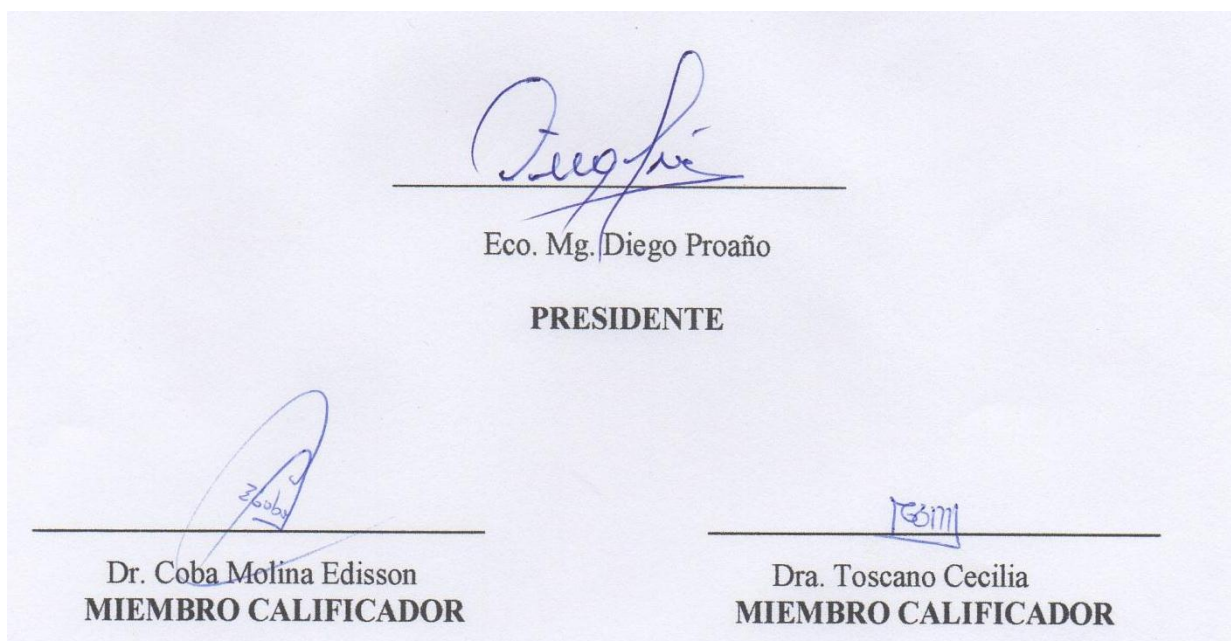 Eco. Mg. Diego Proaño
PRESIDENTE
Dr. Coba Molina Edisson
MIEMBRO CALIFICADOR
Dra. Toscano Cecilia
MIEMBRO CALIFICADOR